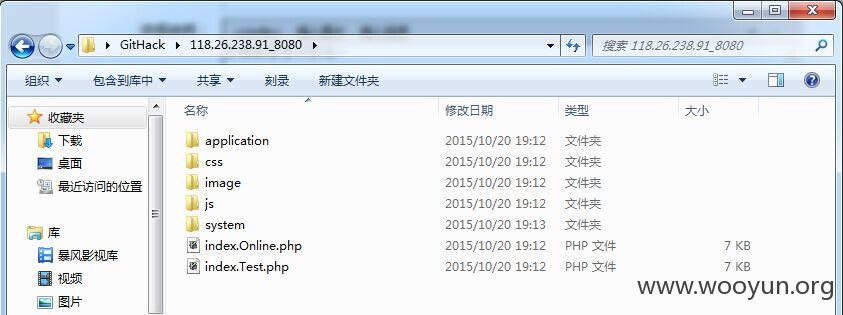 GitHack 118.26.238.91_8080
搜索 118.26.238.91_8080
组织 包含到库中 共享 刻录 新建文件夹
收藏夹
下载
桌面
最近访问的位置
库
暴风影视库
视频
图片
名称 修改日期 类型 大小
application 2015/10/20 19:12 文件夹
css 2015/10/20 19:12 文件夹
image 2015/10/20 19:12 文件夹
js 2015/10/20 19:12 文件夹
system 2015/10/20 19:13 文件夹
index.Online.php 2015/10/20 19:12 PHP 文件 7 KB
index.Test.php 2015/10/20 19:12 PHP 文件 7 KB
www.wooyun.org